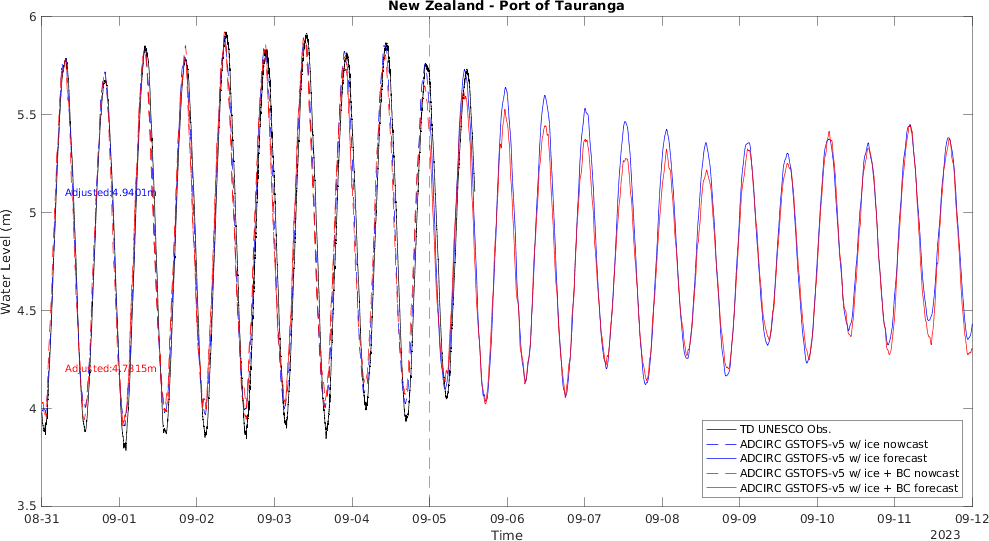 New Zealand - Port of Tauranga
6
5.5
5
4.5
4
3.5
Water Level (m)
Adjusted:4.9401m
Adjusted:4.7815m
TD UNESCO Obs.
ADCIRC GSTOFS-v5 w/ ice nowcast
ADCIRC GSTOFS-v5 w/ ice forecast
ADCIRC GSTOFS-v5 w/ ice + BC nowcast
ADCIRC GSTOFS-v5 w/ ice + BC forecast
08-31 09-01 09-02 09-03 09-04 09-05 09-06 09-07 09-08 09-09 09-10 09-11 09-12
Time
2023